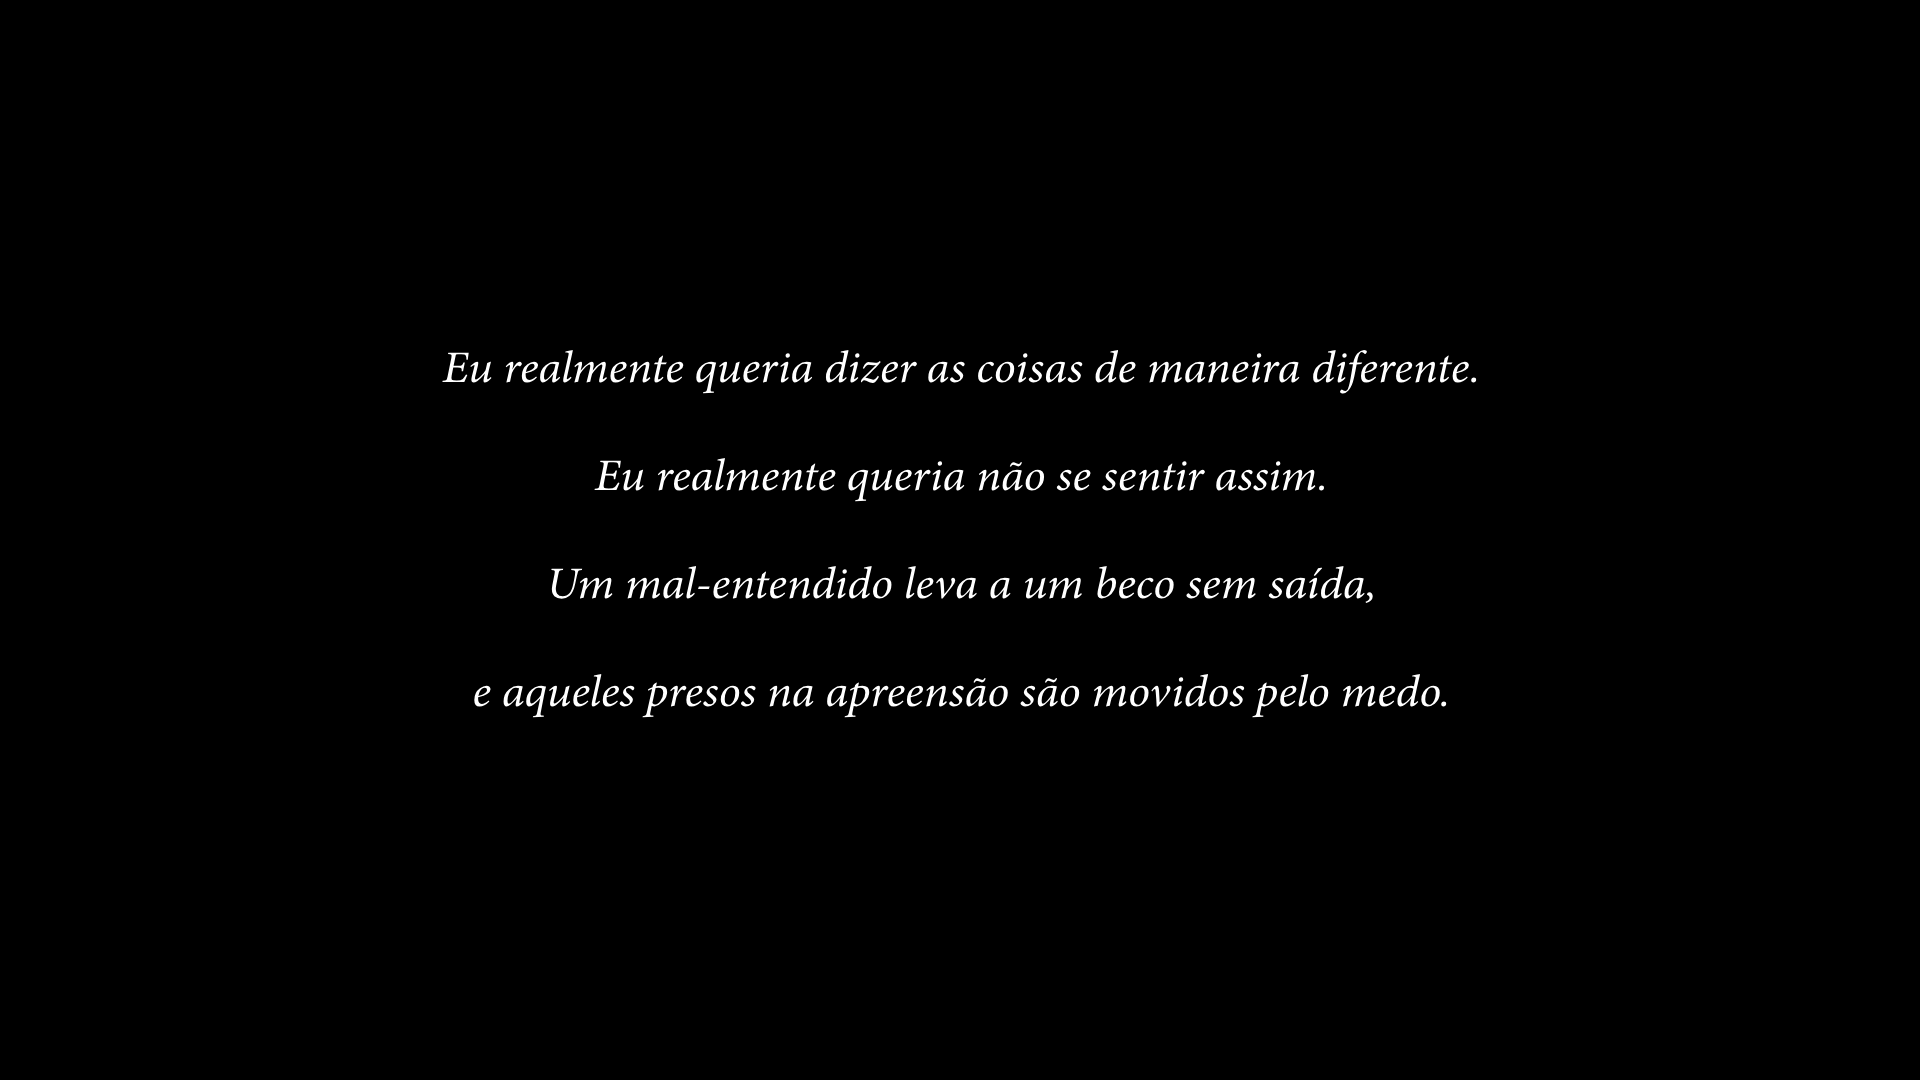 Eu realmente queria dizer as coisas de maneira diferente.
Eu realmente queria não se sentir assim.
Um mal-entendido leva a um beco sem saída,
e aqueles presos na apreensão são movidos pelo medo.